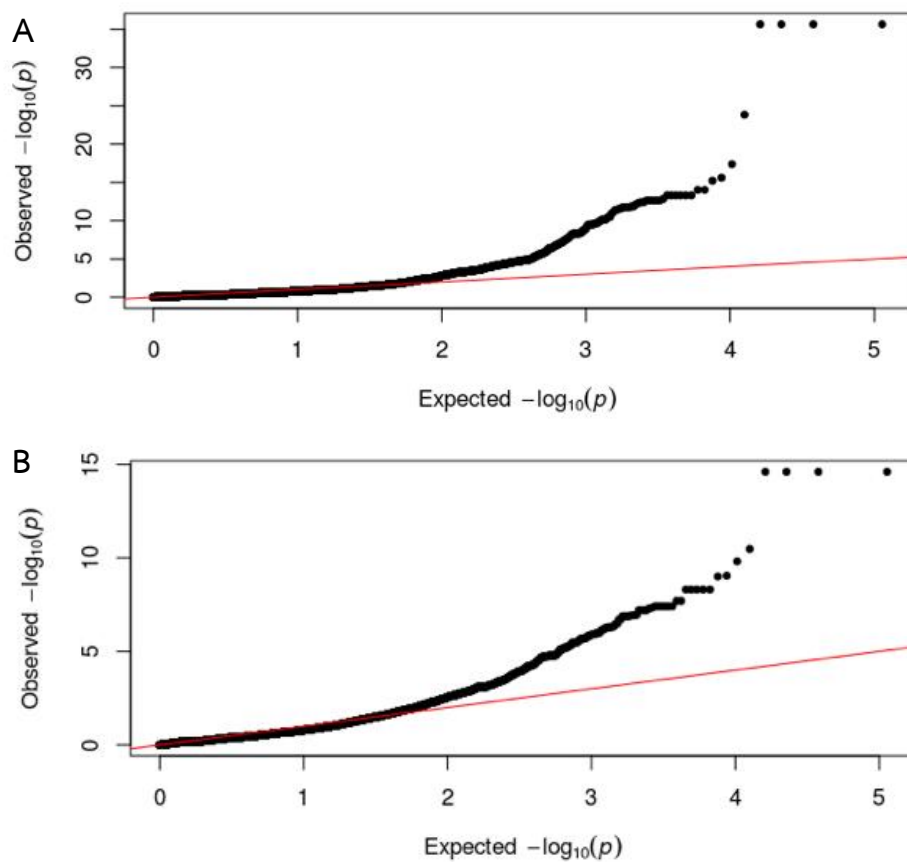 A
Observed −log₁₀(p)
0 5 10 20 30
0 1 2 3 4 5
Expected −log₁₀(p)
B
Observed −log₁₀(p)
0 5 10 15
0 1 2 3 4 5
Expected −log₁₀(p)